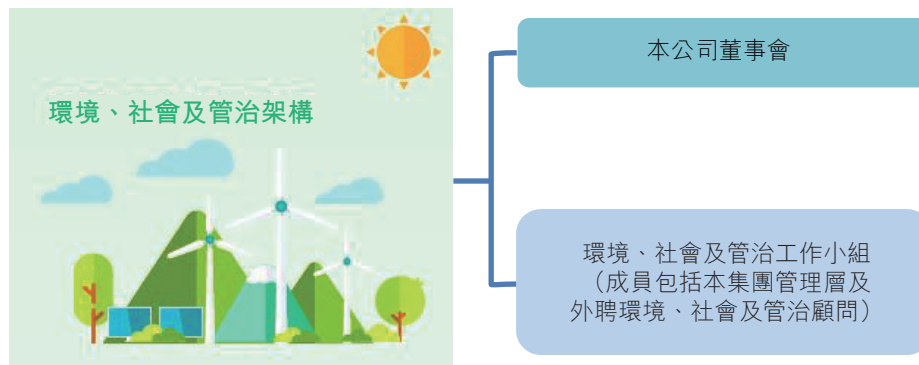 環境、社會及管治架構
本公司董事會
環境、社會及管治工作小組
（成員包括本集團管理層及
外聘環境、社會及管治顧問）